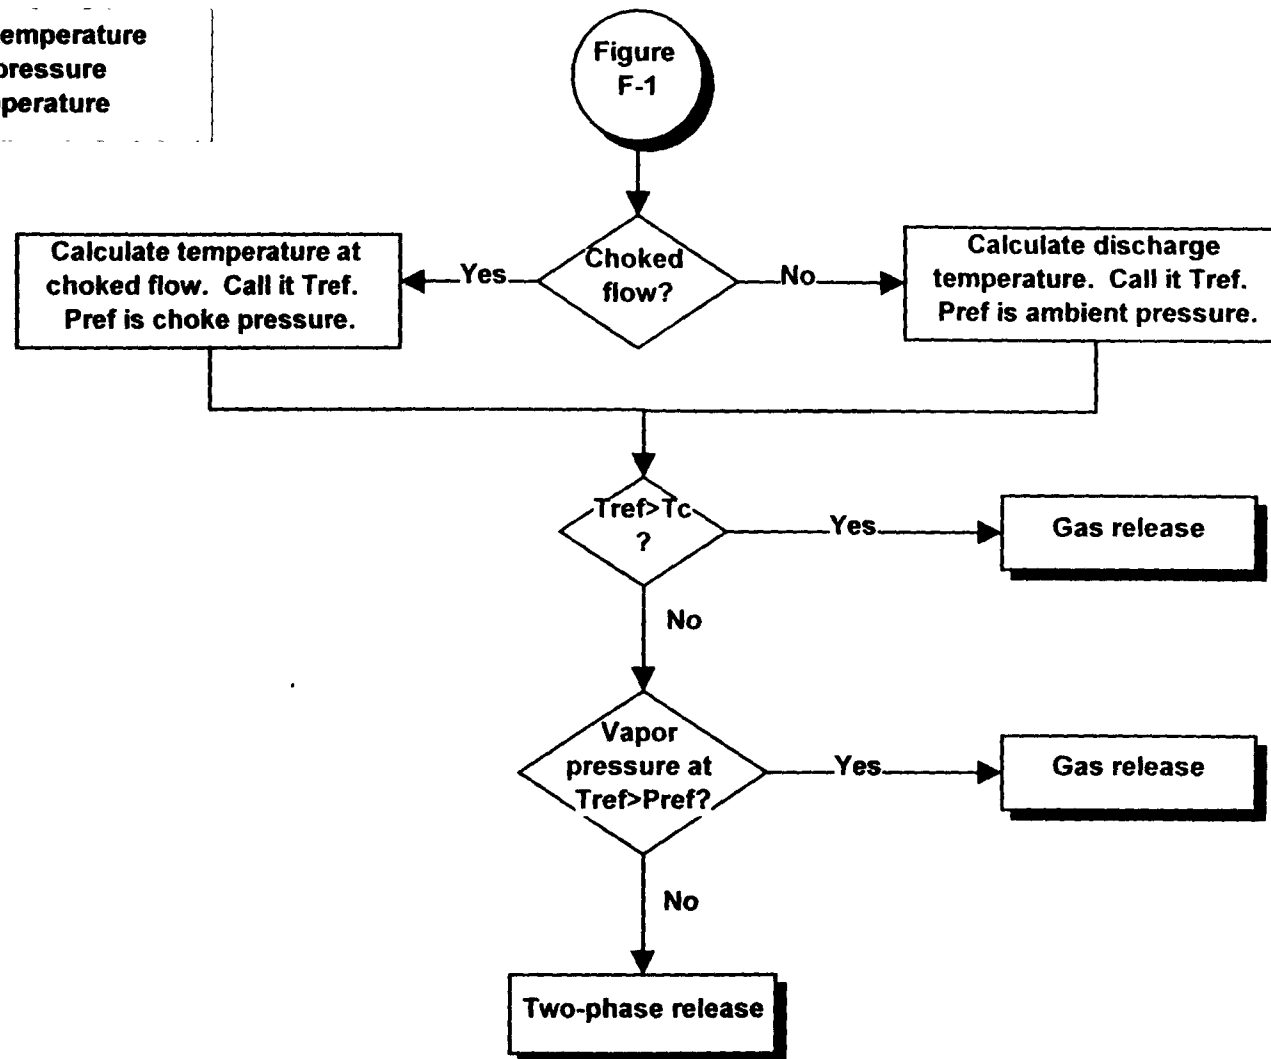 temperature
pressure
perature
Figure
F-1
Choked
flow?
Yes
No
Calculate temperature at
choked flow. Call it Tref.
Pref is choke pressure.
Calculate discharge
temperature. Call it Tref.
Pref is ambient pressure.
Tref>Tc
?
Yes
Gas release
No
Vapor
pressure at
Tref>Pref?
Yes
Gas release
No
Two-phase release